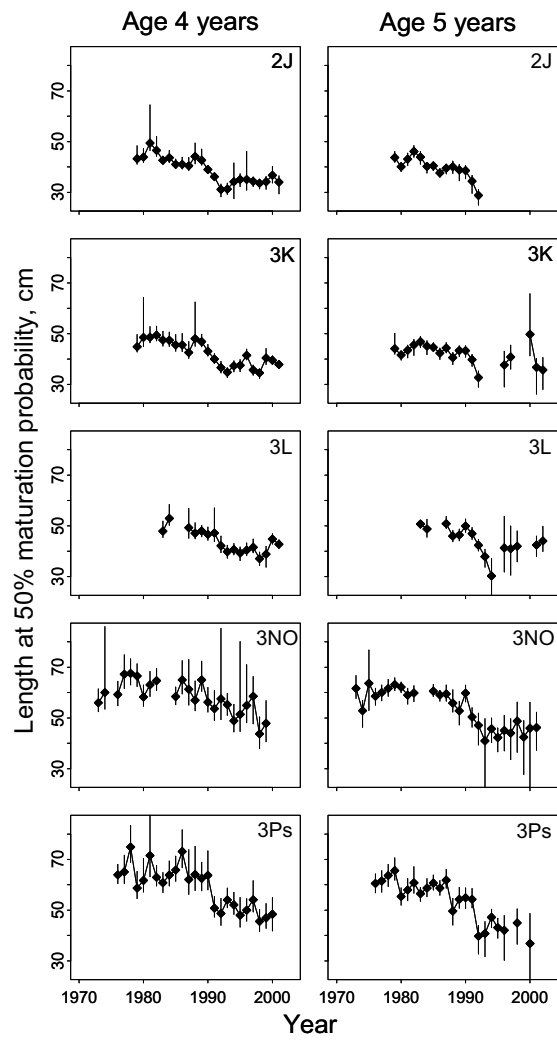 Age 4 years Age 5 years
2J 2J
70
50
30
3K 3K
70
50
30
3L 3L
70
50
30
3NO 3NO
70
50
30
3Ps 3Ps
70
50
30
Length at 50% maturation probability, cm
1970 1980 1990 2000 1970 1980 1990 2000
Year